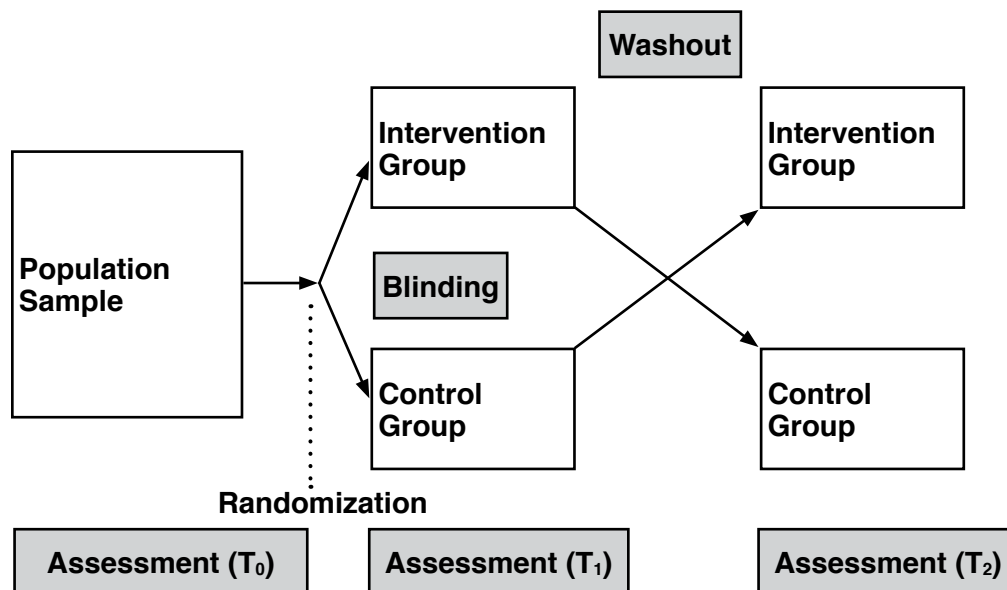 Washout
Intervention
Group
Intervention
Group
Population
Sample
Blinding
Control
Group
Control
Group
Randomization
Assessment (T₀)
Assessment (T₁)
Assessment (T₂)